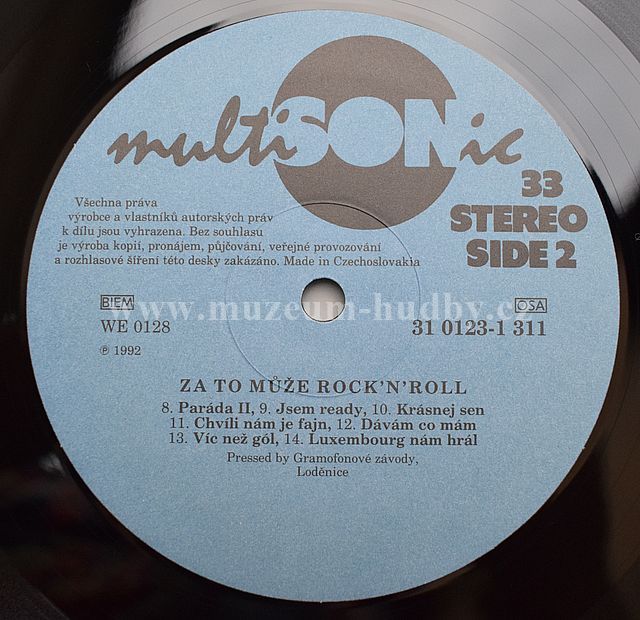 multiSONic
33
STEREO
SIDE 2
Všechna práva
výrobce a vlastníků autorských práv
k dílu jsou vyhrazena. Bez souhlasu
je výroba kopií, pronájem, půjčování, veřejné provozování
a rozhlasové šíření této desky zakázáno. Made in Czechoslovakia
BIEM
OSA
www.muzeum-hudby.cz
WE 0128
31 0123-1 311
℗ 1992
ZA TO MŮŽE ROCK'N'ROLL
8. Paráda II, 9. Jsem ready, 10. Krásnej sen
11. Chvílí nám je fajn, 12. Dávám co mám
13. Víc než gól, 14. Luxembourg nám hrál
Pressed by Gramofonové závody,
Loděnice